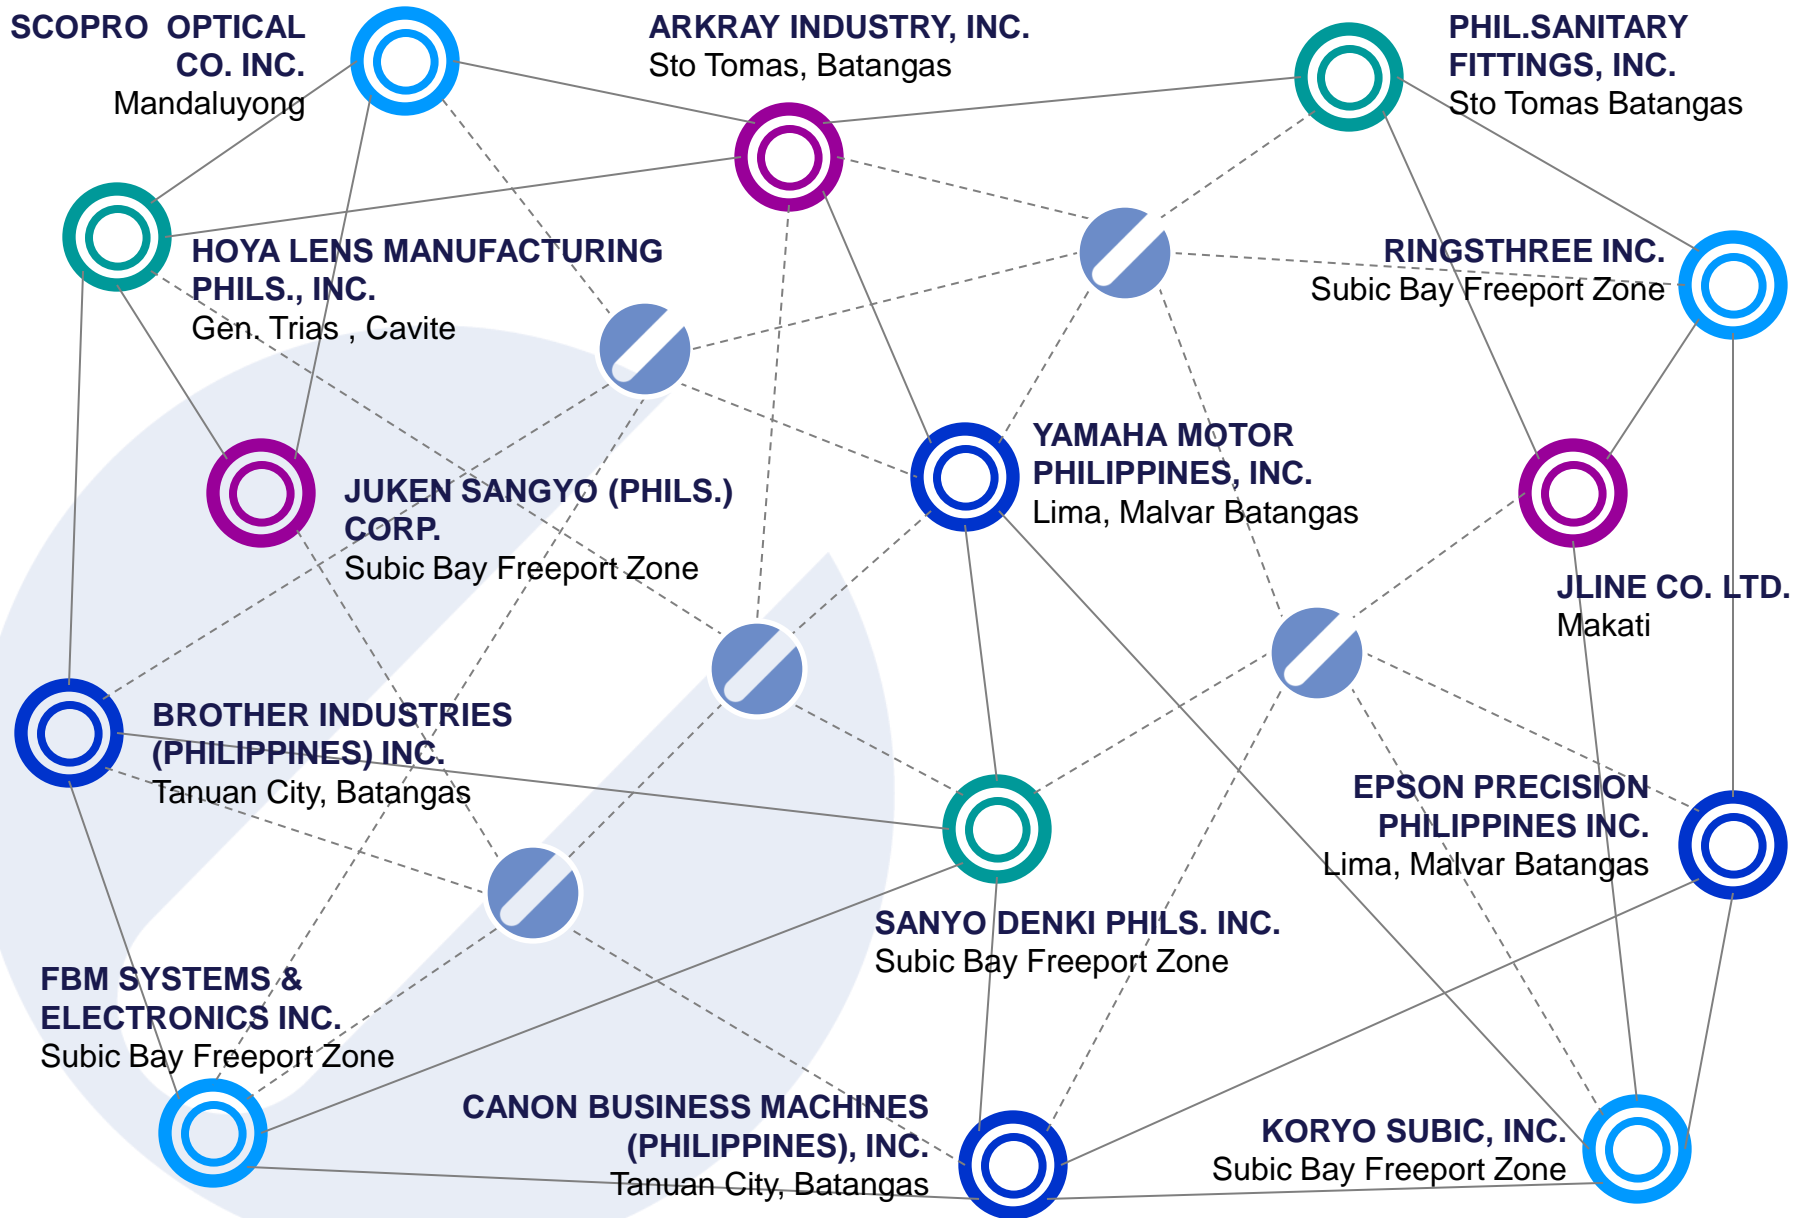 SCOPRO OPTICAL
CO. INC.
Mandaluyong
ARKRAY INDUSTRY, INC.
Sto Tomas, Batangas
PHIL.SANITARY
FITTINGS, INC.
Sto Tomas Batangas
HOYA LENS MANUFACTURING
PHILS., INC.
Gen. Trias , Cavite
RINGSTHREE INC.
Subic Bay Freeport Zone
JUKEN SANGYO (PHILS.)
CORP.
Subic Bay Freeport Zone
YAMAHA MOTOR
PHILIPPINES, INC.
Lima, Malvar Batangas
JLINE CO. LTD.
Makati
BROTHER INDUSTRIES
(PHILIPPINES) INC.
Tanuan City, Batangas
EPSON PRECISION
PHILIPPINES INC.
Lima, Malvar Batangas
SANYO DENKI PHILS. INC.
Subic Bay Freeport Zone
FBM SYSTEMS &
ELECTRONICS INC.
Subic Bay Freeport Zone
CANON BUSINESS MACHINES
(PHILIPPINES), INC.
Tanuan City, Batangas
KORYO SUBIC, INC.
Subic Bay Freeport Zone